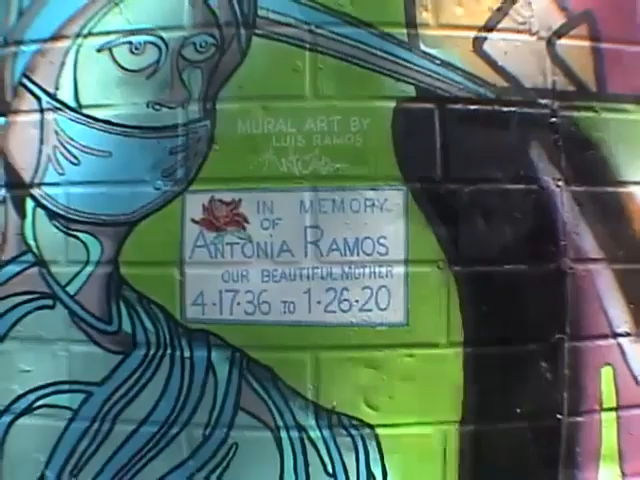 MURAL ART BY
LUIS RAMOS
IN MEMORY
OF
ANTONIA RAMOS
OUR BEAUTIFUL MOTHER
4·17·36 TO 1·26·20